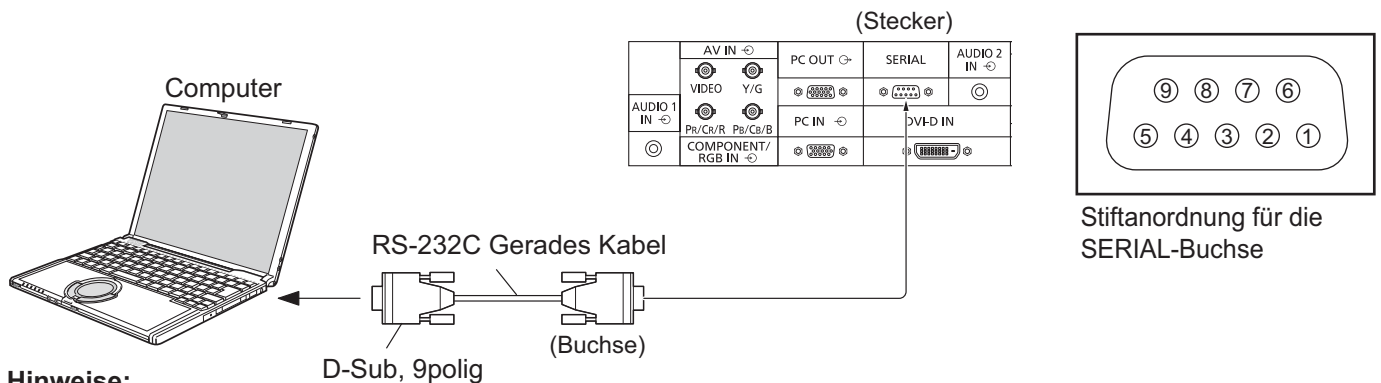 (Stecker)
Computer
AV IN
PC OUT
SERIAL
AUDIO 2
IN
VIDEO
Y/G
AUDIO 1
IN
PR/CR/R
PB/CB/B
PC IN
DVI-D IN
COMPONENT/
RGB IN
9 8 7 6
5 4 3 2 1
Stiftanordnung für die
SERIAL-Buchse
RS-232C Gerades Kabel
(Buchse)
D-Sub, 9polig
Hinweise: